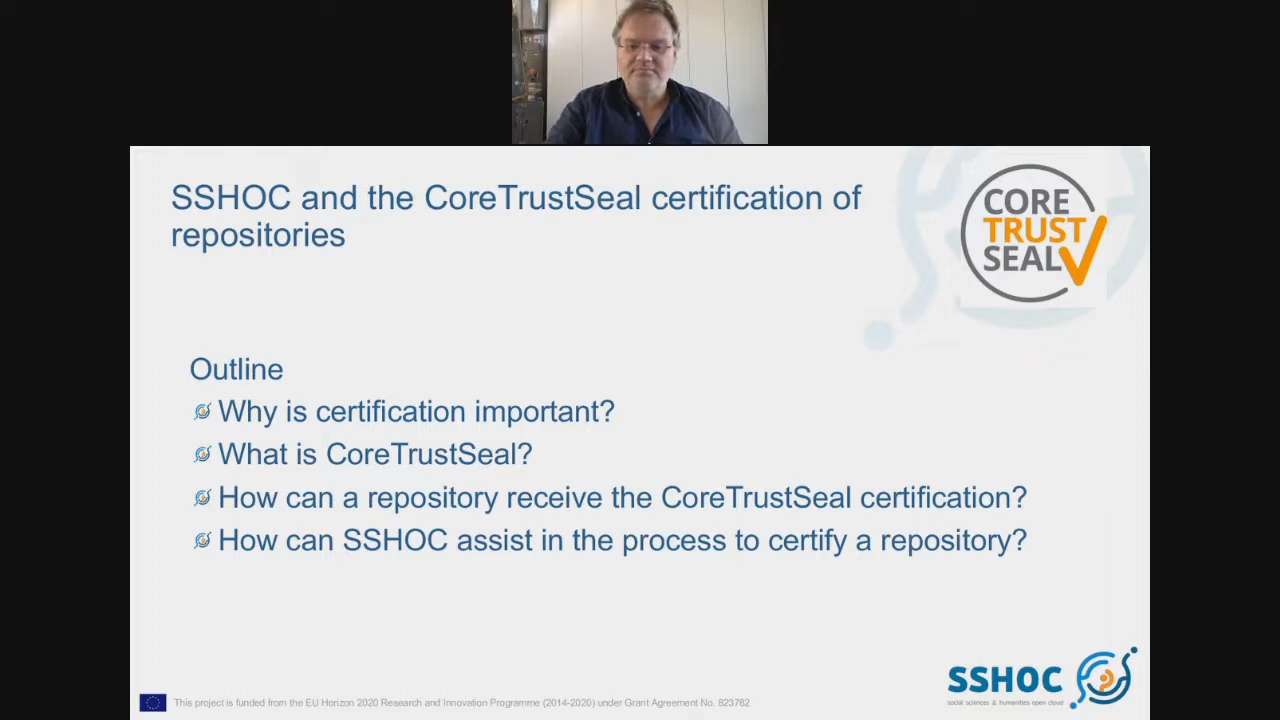 SSHOC and the CoreTrustSeal certification of
repositories
CORE
TRUST
SEAL
Outline
Why is certification important?
What is CoreTrustSeal?
How can a repository receive the CoreTrustSeal certification?
How can SSHOC assist in the process to certify a repository?
SSHOC
social sciences & humanities open cloud
This project is funded from the EU Horizon 2020 Research and Innovation Programme (2014-2020) under Grant Agreement No. 823782